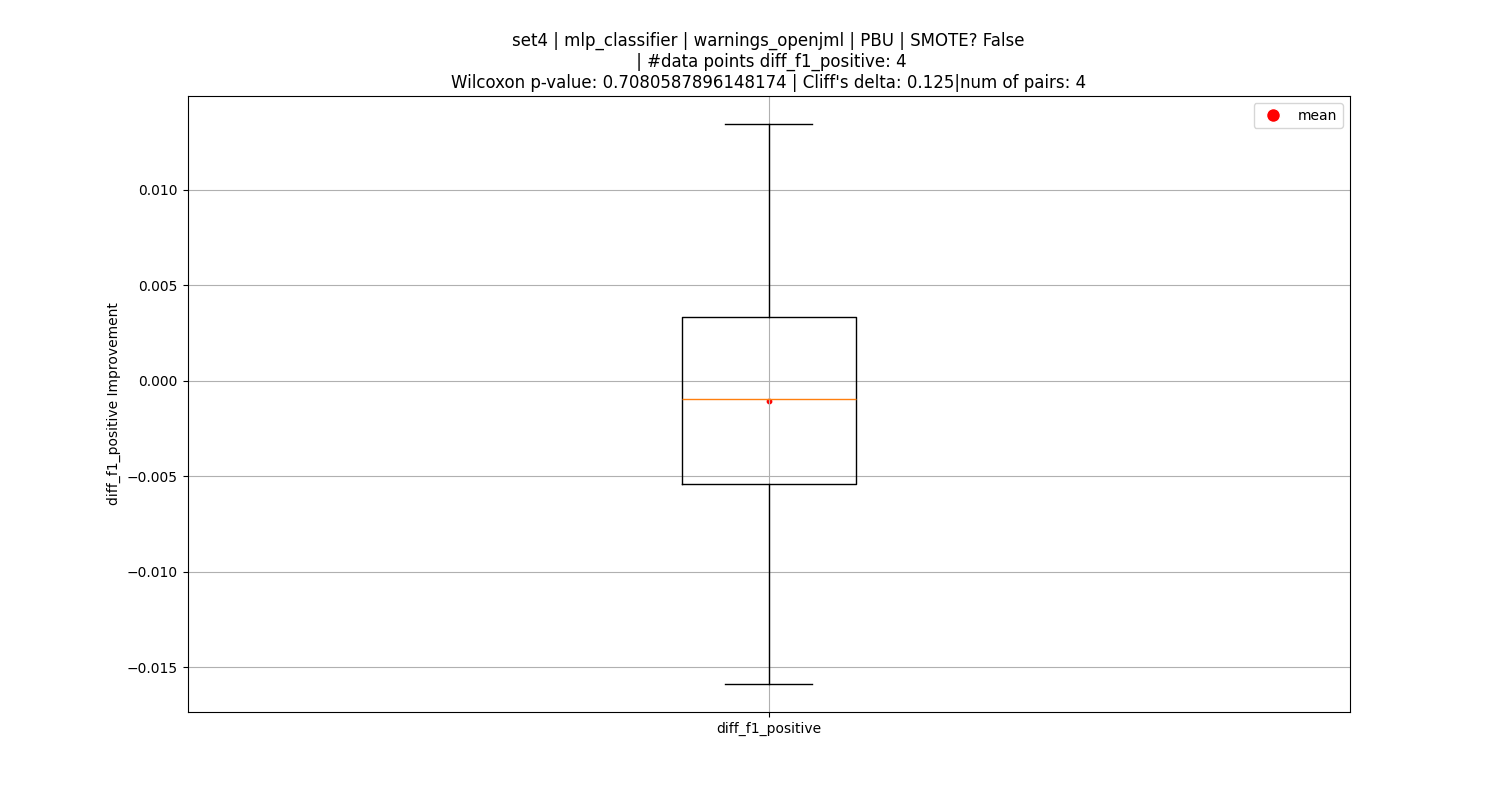 set4 | mlp_classifier | warnings_openjml | PBU | SMOTE? False
| #data points diff_f1_positive: 4
Wilcoxon p-value: 0.7080587896148174 | Cliff's delta: 0.125|num of pairs: 4
mean
0.010
0.005
0.000
−0.005
−0.010
−0.015
diff_f1_positive Improvement
diff_f1_positive